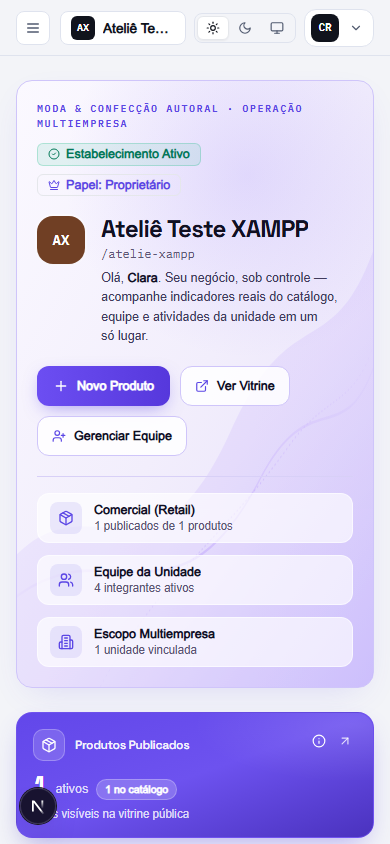 AX Ateliê Te... CR
MODA & CONFECÇÃO AUTORAL · OPERAÇÃO
MULTIEMPRESA
Estabelecimento Ativo
Papel: Proprietário
AX
Ateliê Teste XAMPP
/atelie-xampp
Olá, Clara. Seu negócio, sob controle —
acompanhe indicadores reais do catálogo,
equipe e atividades da unidade em um
só lugar.
Novo Produto
Ver Vitrine
Gerenciar Equipe
Comercial (Retail)
1 publicados de 1 produtos
Equipe da Unidade
4 integrantes ativos
Escopo Multiempresa
1 unidade vinculada
Produtos Publicados
1 ativos 1 no catálogo
N
visíveis na vitrine pública